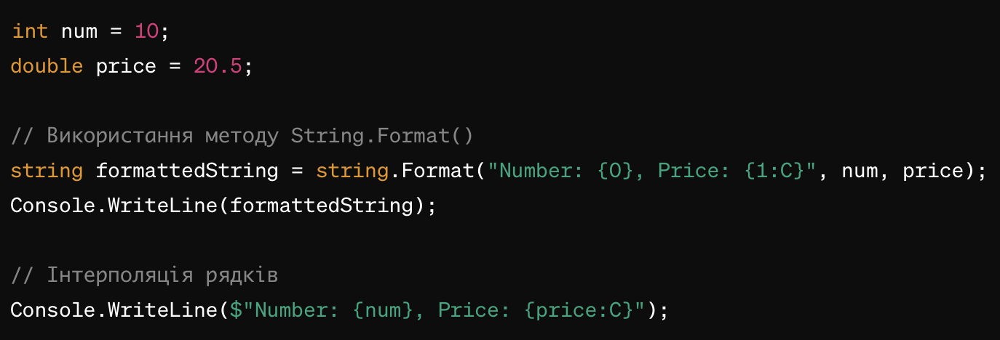 int num = 10;
double price = 20.5;
// Використання методу String.Format()
string formattedString = string.Format("Number: {0}, Price: {1:C}", num, price);
Console.WriteLine(formattedString);
// Інтерполяція рядків
Console.WriteLine($"Number: {num}, Price: {price:C}");